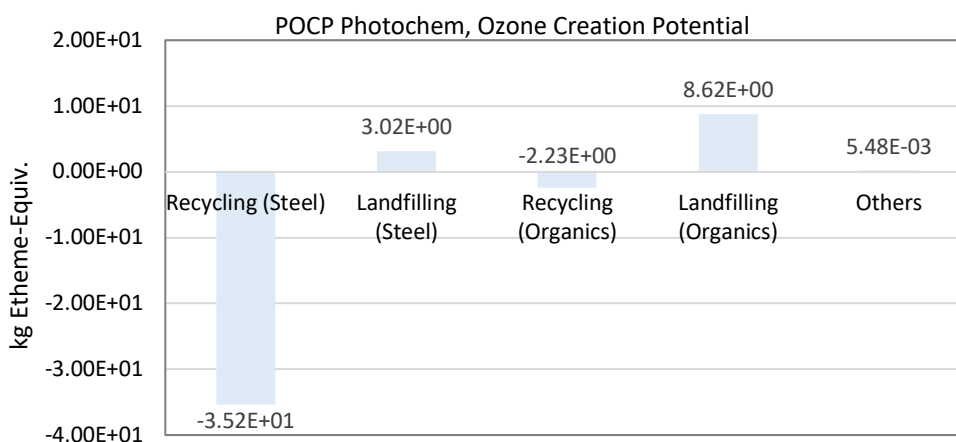 POCP Photochem, Ozone Creation Potential
kg Etheme-Equiv.
2.00E+01
1.00E+01
0.00E+00
-1.00E+01
-2.00E+01
-3.00E+01
-4.00E+01
-3.52E+01
3.02E+00
-2.23E+00
8.62E+00
5.48E-03
Recycling (Steel)
Landfilling
(Steel)
Recycling
(Organics)
Landfilling
(Organics)
Others